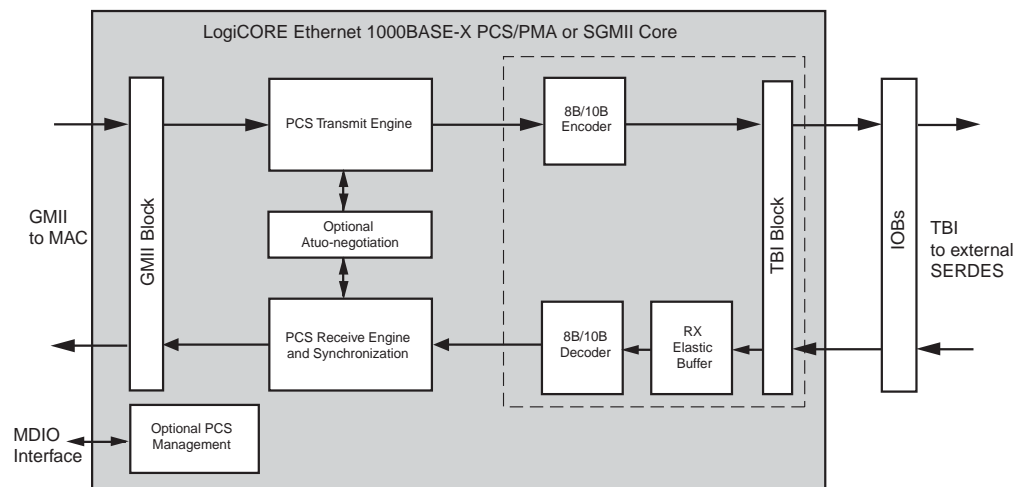 LogiCORE Ethernet 1000BASE-X PCS/PMA or SGMII Core
GMII
to MAC
GMII Block
PCS Transmit Engine
8B/10B
Encoder
TBI Block
IOBs
TBI
to external
SERDES
Optional
Atuo-negotiation
PCS Receive Engine
and Synchronization
8B/10B
Decoder
RX
Elastic
Buffer
MDIO
Interface
Optional PCS
Management